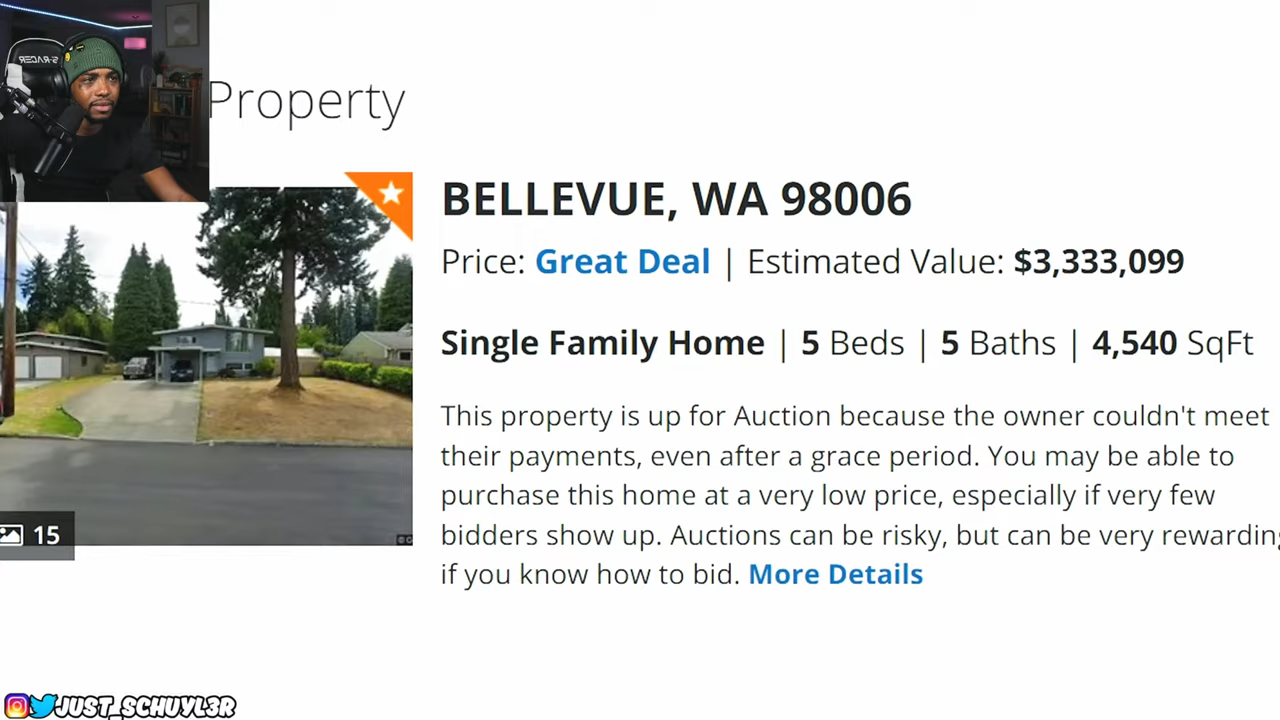 S-RACER
Property
BELLEVUE, WA 98006
Price: Great Deal | Estimated Value: $3,333,099
Single Family Home | 5 Beds | 5 Baths | 4,540 SqFt
This property is up for Auction because the owner couldn't meet
their payments, even after a grace period. You may be able to
purchase this home at a very low price, especially if very few
bidders show up. Auctions can be risky, but can be very rewarding
if you know how to bid. More Details
15
JUST_SCHUYL3R